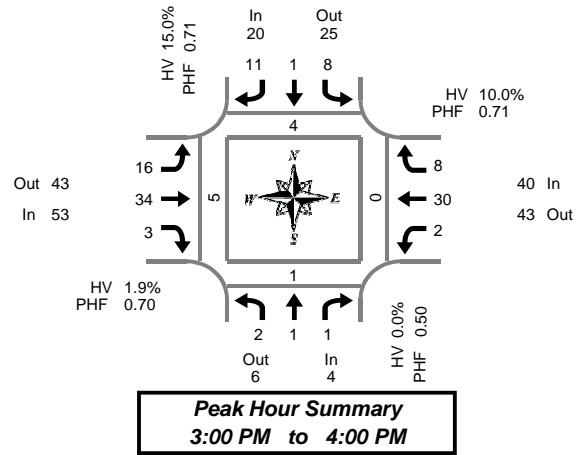 In Out
20 25
HV 15.0%
PHF 0.71
11 1 8
HV 10.0%
PHF 0.71
4
16
34
3
Out 43
In 53
5
N
W E
S
0
8
30
2
40 In
43 Out
HV 1.9%
PHF 0.70
1
2 1 1
HV 0.0%
PHF 0.50
Out In
6 4
Peak Hour Summary
3:00 PM to 4:00 PM